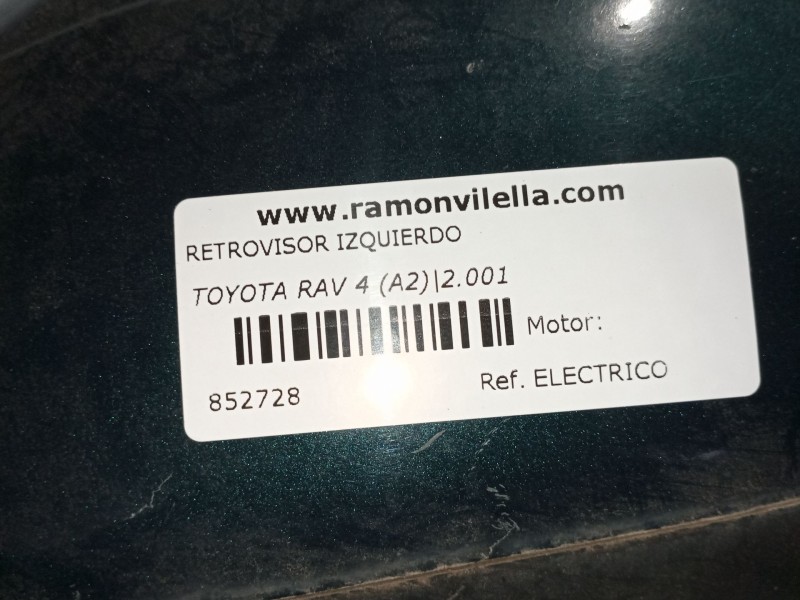 www.ramonvilella.com
RETROVISOR IZQUIERDO
TOYOTA RAV 4 (A2)|2.001
Motor:
852728
Ref. ELECTRICO